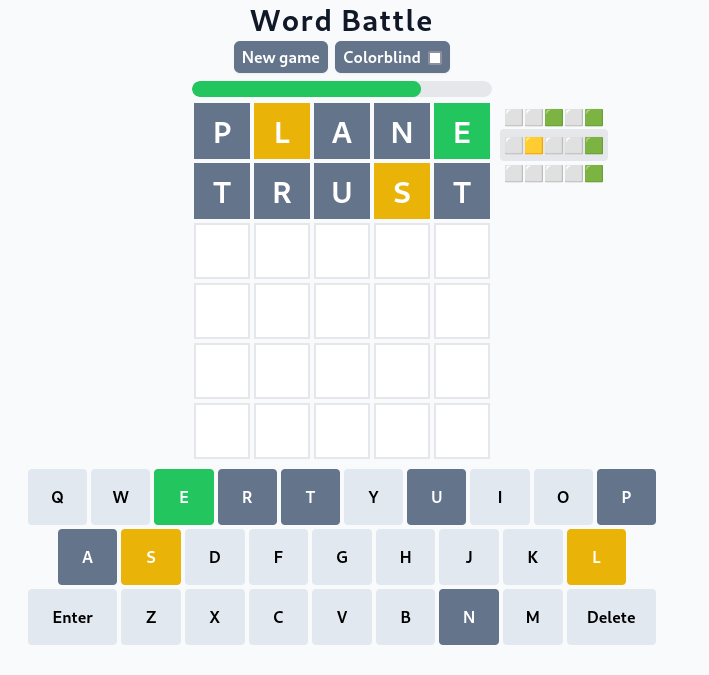 Word Battle
New game Colorblind
P L A N E
T R U S T
Q W E R T Y U I O P
A S D F G H J K L
Enter Z X C V B N M Delete